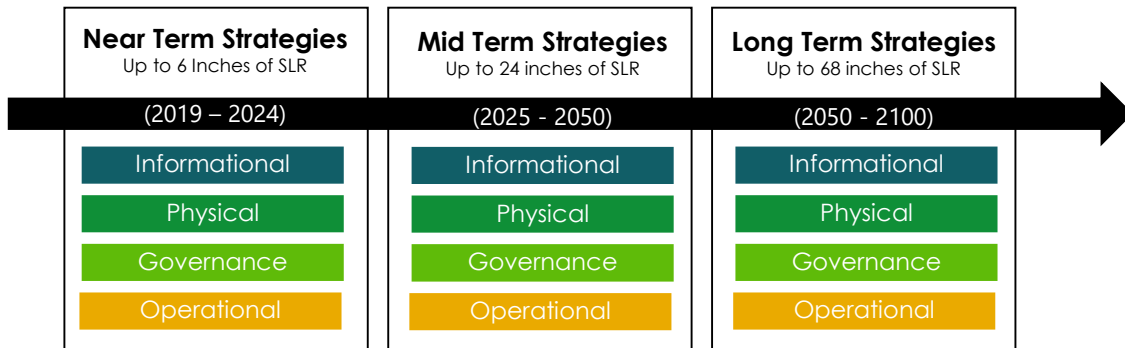 Near Term Strategies
Up to 6 Inches of SLR
(2019 – 2024)
Informational
Physical
Governance
Operational
Mid Term Strategies
Up to 24 inches of SLR
(2025 - 2050)
Informational
Physical
Governance
Operational
Long Term Strategies
Up to 68 inches of SLR
(2050 - 2100)
Informational
Physical
Governance
Operational